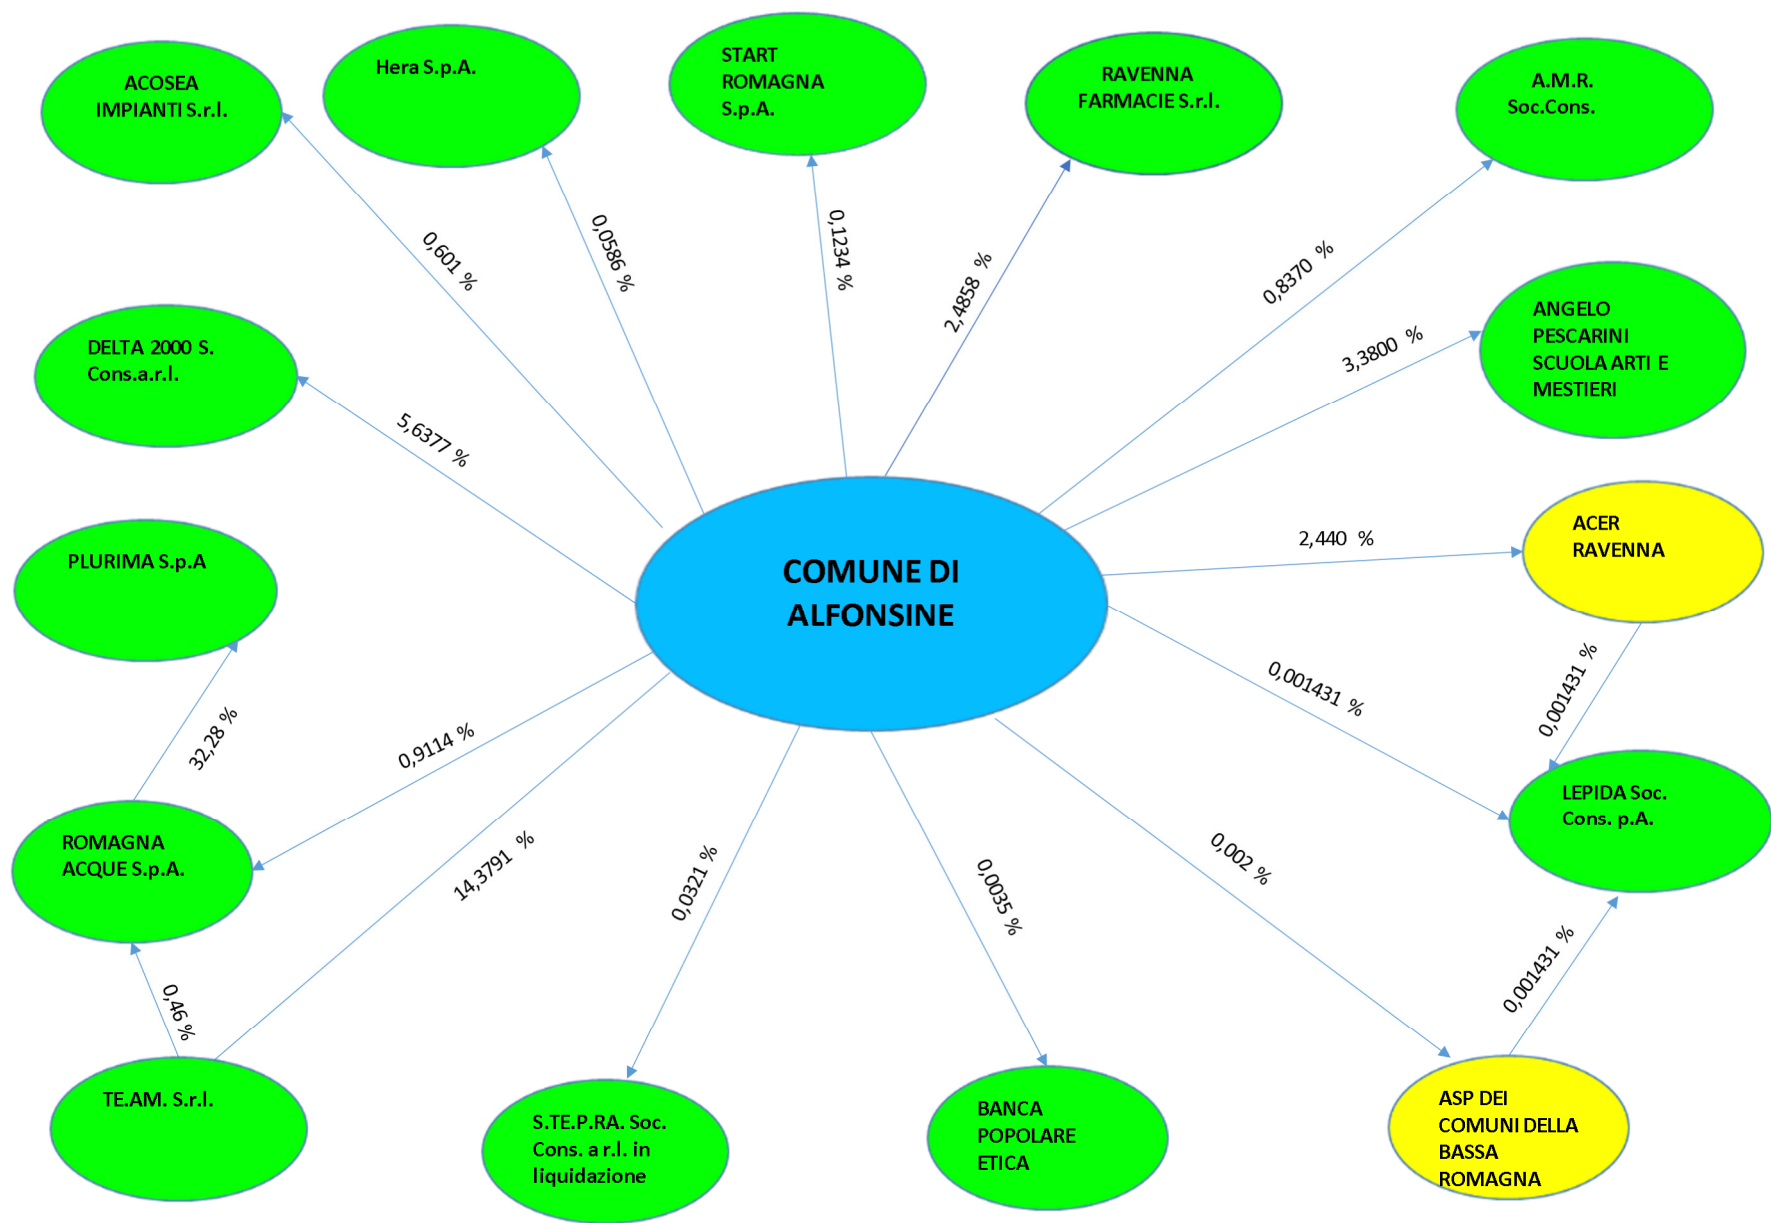 ACOSEA
IMPIANTI S.r.l.
Hera S.p.A.
START
ROMAGNA
S.p.A.
RAVENNA
FARMACIE S.r.l.
A.M.R.
Soc.Cons.
0,601 %
0,0586 %
0,1234 %
2,4858 %
0,8370 %
DELTA 2000 S.
Cons.a.r.l.
5,6377 %
3,3800 %
ANGELO
PESCARINI
SCUOLA ARTI E
MESTIERI
PLURIMA S.p.A
COMUNE DI
ALFONSINE
2,440 %
ACER
RAVENNA
32,28 %
0,9114 %
0,001431 %
0,001431 %
ROMAGNA
ACQUE S.p.A.
14,3791 %
0,0321 %
0,0035 %
0,002 %
LEPIDA Soc.
Cons. p.A.
0,46 %
0,001431 %
TE.AM. S.r.l.
S.TE.P.RA. Soc.
Cons. a r.l. in
liquidazione
BANCA
POPOLARE
ETICA
ASP DEI
COMUNI DELLA
BASSA
ROMAGNA